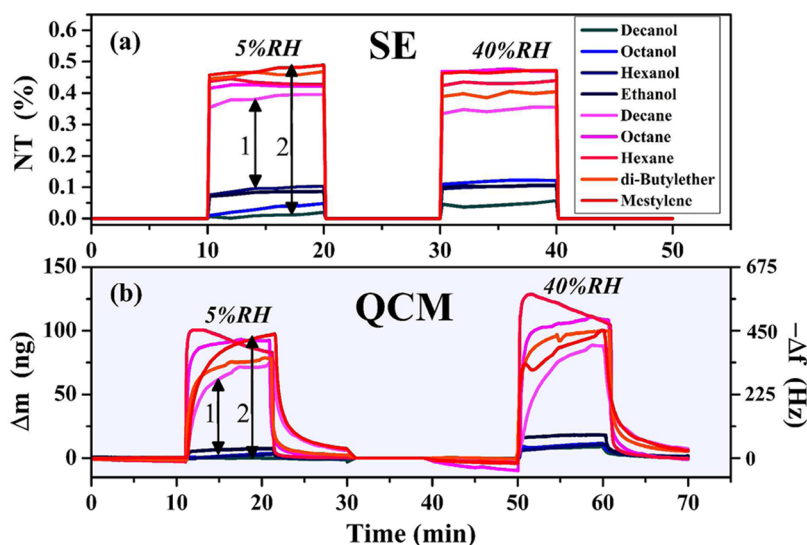 (a)
5%RH
SE
40%RH
NT (%)
0.6
0.5
0.4
0.3
0.2
0.1
0.0
1
2
Decanol
Octanol
Hexanol
Ethanol
Decane
Octane
Hexane
di-Butylether
Mestylene
0 10 20 30 40 50
(b)
5%RH
QCM
40%RH
Δm (ng)
150
100
50
0
1
2
675
450
225
0
−Δf (Hz)
0 10 20 30 40 50 60 70
Time (min)